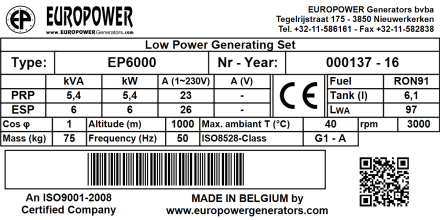 EP EUROPOWER
www.EUROPOWERGenerators.com
EUROPOWER Generators bvba
Tegelrijstraat 175 - 3850 Nieuwerkerken
Tel. +32-11-586161 - Fax +32-11-582838
Low Power Generating Set
Type: EP6000 Nr - Year: 000137 - 16
kVA kW A (1~230V) A (V) Fuel RON91
PRP 5,4 5,4 23 - Tank (l) 6,1
ESP 6 6 26 - LWA 97
CE
Cos φ 1 Altitude (m) 1000 Max. ambiant T (°C) 40 rpm 3000
Mass (kg) 75 Frequency (Hz) 50 ISO8528-Class G1 - A
An ISO9001-2008
Certified Company
MADE IN BELGIUM by
www.europowergenerators.com